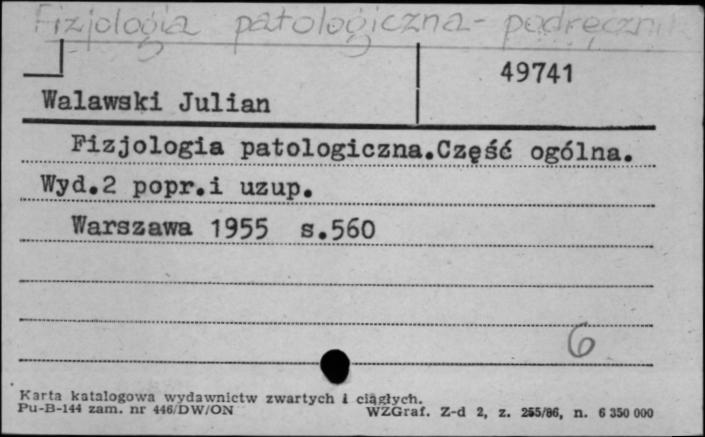 Fizjologia patologiczna - podręcznik
49741
Walawski Julian
Fizjologia patologiczna.Część ogólna.
Wyd.2 popr.i uzup.
Warszawa 1955 s.560
6
Karta katalogowa wydawnictw zwartych i ciągłych.
Pu-B-144 zam. nr 446/DW/ON WZGraf. Z-d 2, z. 255/86, n. 6 350 000